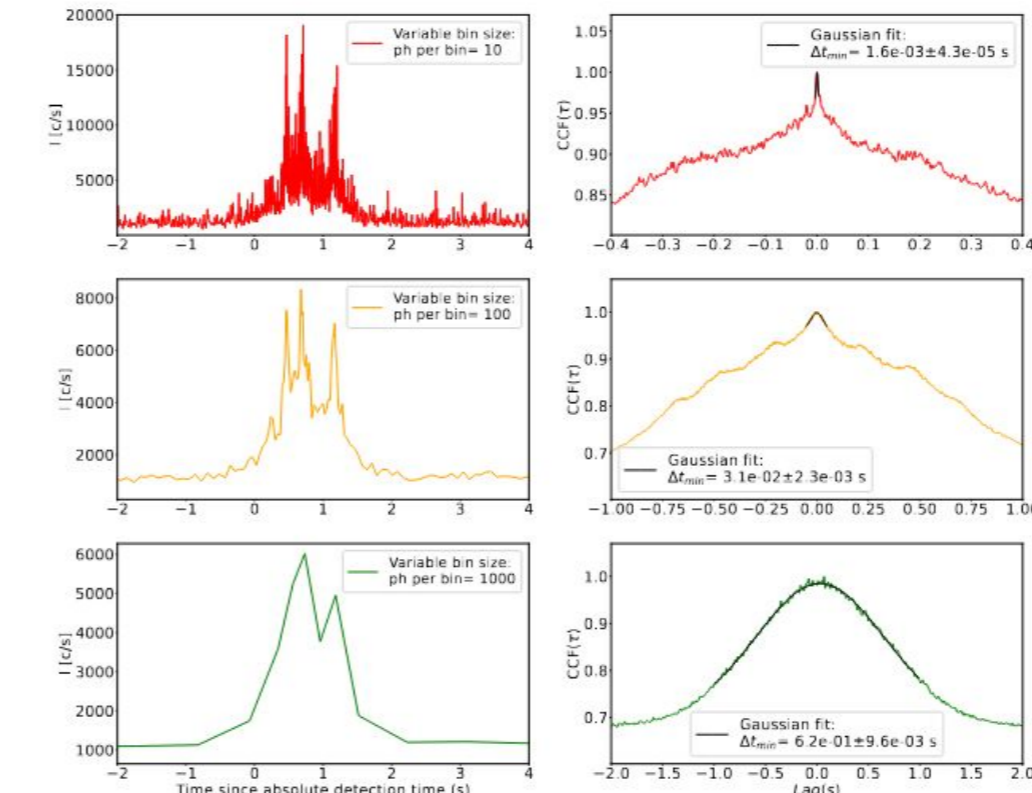 20000
15000
10000
5000
I [c/s]
Variable bin size:
ph per bin= 10
−2 −1 0 1 2 3 4
1.05
1.00
0.95
0.90
0.85
CCF(τ)
Gaussian fit:
Δtmin= 1.6e-03±4.3e-05 s
−0.4 −0.3 −0.2 −0.1 0.0 0.1 0.2 0.3 0.4
8000
6000
4000
2000
I [c/s]
Variable bin size:
ph per bin= 100
−2 −1 0 1 2 3 4
1.0
0.9
0.8
0.7
CCF(τ)
Gaussian fit:
Δtmin= 3.1e-02±2.3e-03 s
−1.00 −0.75 −0.50 −0.25 0.00 0.25 0.50 0.75 1.00
6000
5000
4000
3000
2000
1000
I [c/s]
Variable bin size:
ph per bin= 1000
−2 −1 0 1 2 3 4
Time since absolute detection time (s)
1.0
0.9
0.8
0.7
CCF(τ)
Gaussian fit:
Δtmin= 6.2e-01±9.6e-03 s
−2.0 −1.5 −1.0 −0.5 0.0 0.5 1.0 1.5 2.0
Lag(s)